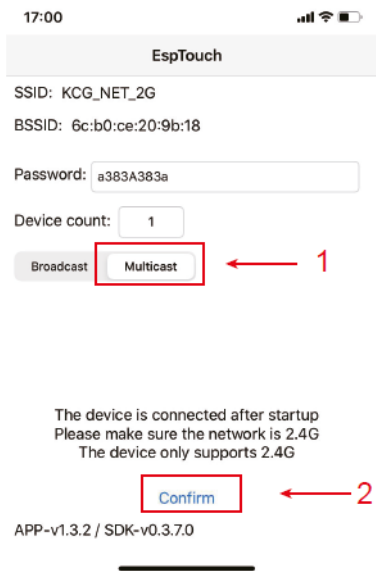 17:00
EspTouch
SSID: KCG_NET_2G
BSSID: 6c:b0:ce:20:9b:18
Password: a383A383a
Device count: 1
Broadcast Multicast 1
The device is connected after startup
Please make sure the network is 2.4G
The device only supports 2.4G
Confirm 2
APP-v1.3.2 / SDK-v0.3.7.0